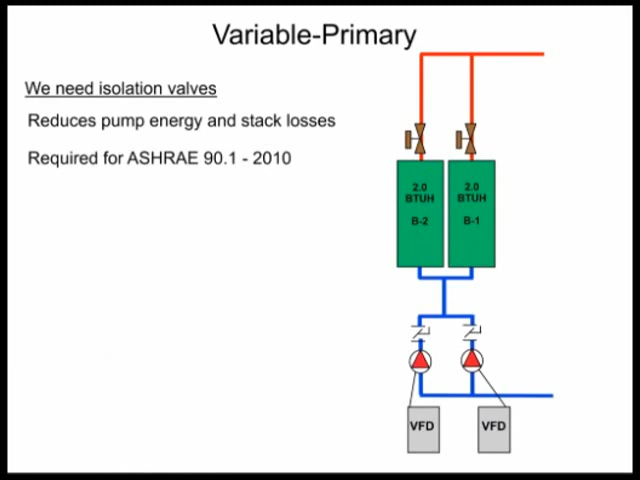 Variable-Primary
We need isolation valves
Reduces pump energy and stack losses
Required for ASHRAE 90.1 - 2010
2.0
BTUH
B-2
2.0
BTUH
B-1
VFD
VFD